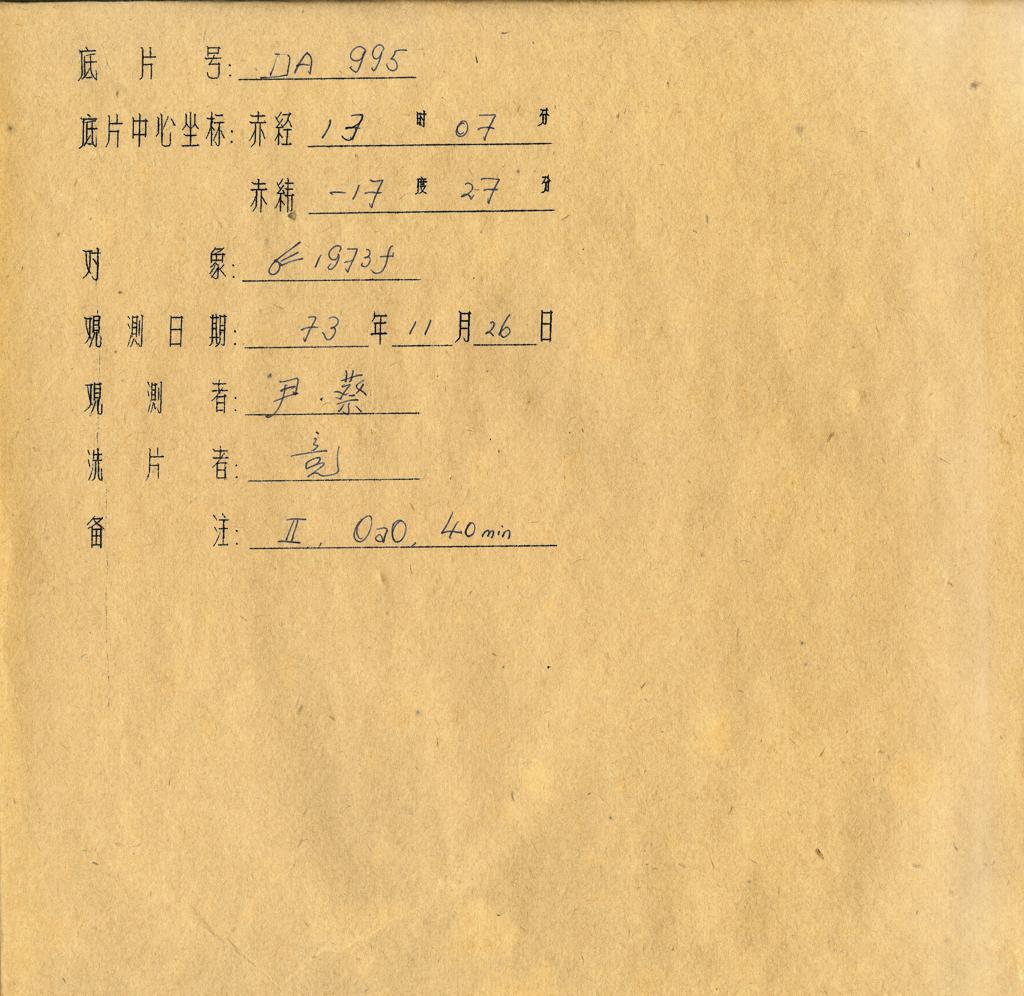 底片号: DA 995
底片中心坐标: 赤经 13 时 07 分
赤纬 -17 度 27 分
对象: 1973f
观测日期: 73 年 11 月 26 日
观测者: 尹·蔡
洗片者: 亮
备注: II, OaO, 40min